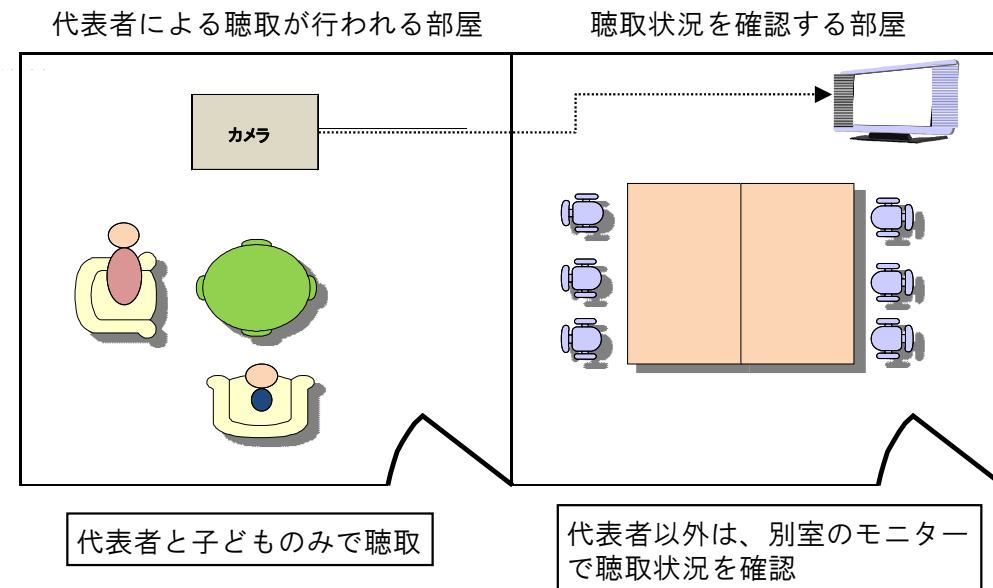 代表者による聴取が行われる部屋
聴取状況を確認する部屋
カメラ
代表者と子どものみで聴取
代表者以外は、別室のモニター
で聴取状況を確認